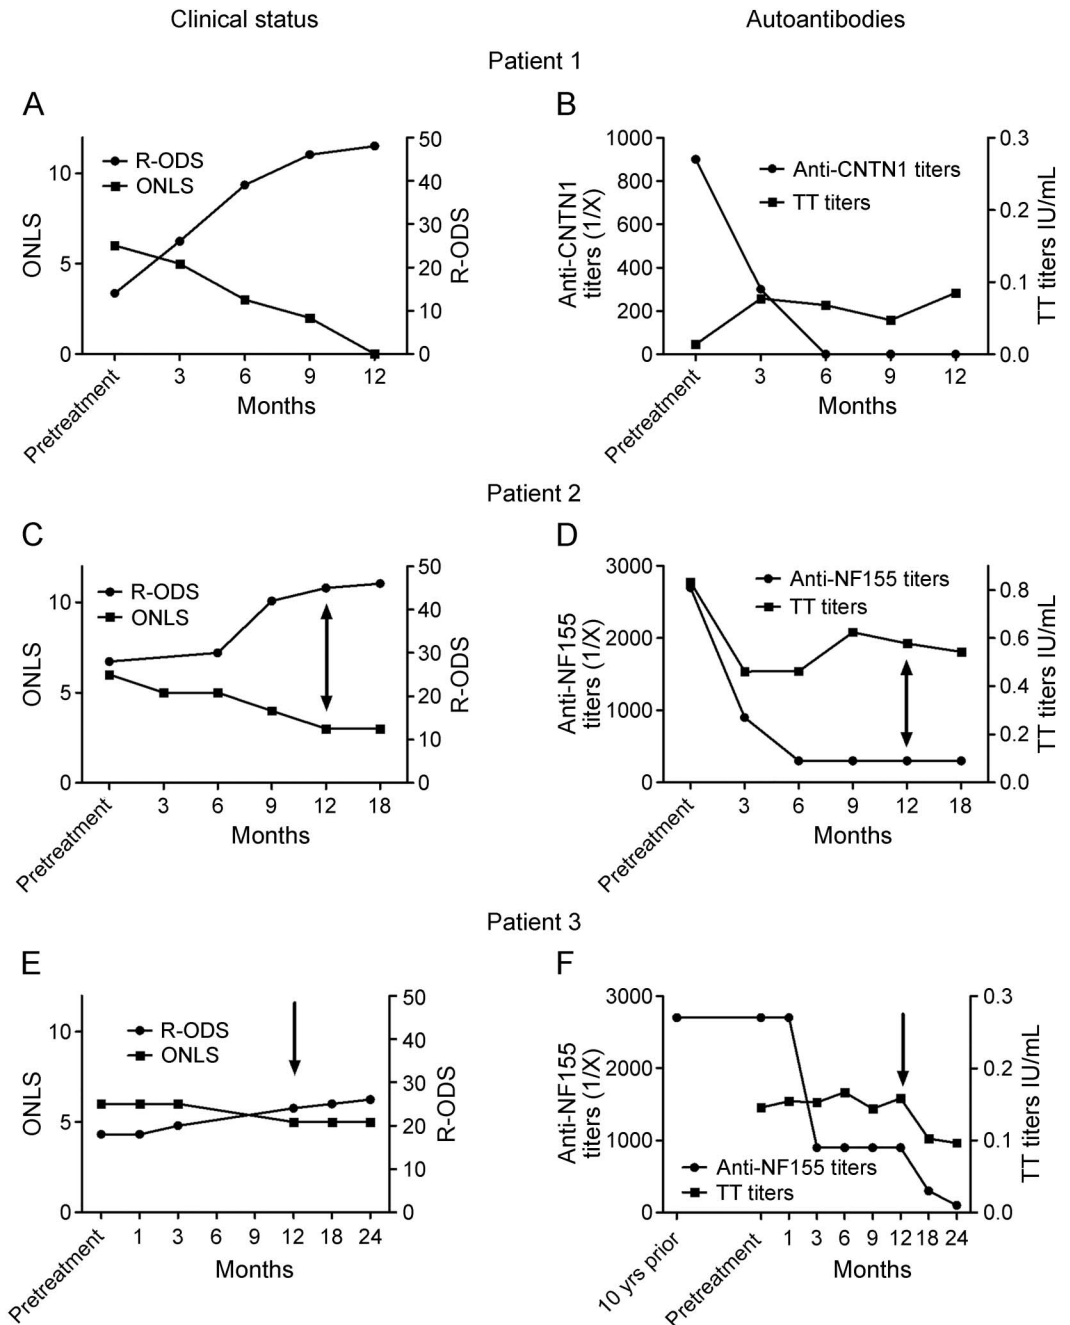 Clinical status
Autoantibodies
Patient 1
A
R-ODS
ONLS
ONLS
10
5
0
R-ODS
50
40
30
20
10
0
Pretreatment 3 6 9 12
Months
B
Anti-CNTN1 titers
TT titers
Anti-CNTN1
titers (1/X)
1000
800
600
400
200
0
TT titers IU/mL
0.3
0.2
0.1
0.0
Pretreatment 3 6 9 12
Months
Patient 2
C
R-ODS
ONLS
ONLS
10
5
0
R-ODS
50
40
30
20
10
0
Pretreatment 3 6 9 12 18
Months
D
Anti-NF155 titers
TT titers
Anti-NF155
titers (1/X)
3000
2000
1000
0
TT titers IU/mL
0.8
0.6
0.4
0.2
0.0
Pretreatment 3 6 9 12 18
Months
Patient 3
E
R-ODS
ONLS
ONLS
10
5
0
R-ODS
50
40
30
20
10
0
Pretreatment 1 3 6 9 12 18 24
Months
F
Anti-NF155 titers
TT titers
Anti-NF155
titers (1/X)
3000
2000
1000
0
TT titers IU/mL
0.3
0.2
0.1
0.0
10 yrs prior Pretreatment 1 3 6 9 12 18 24
Months